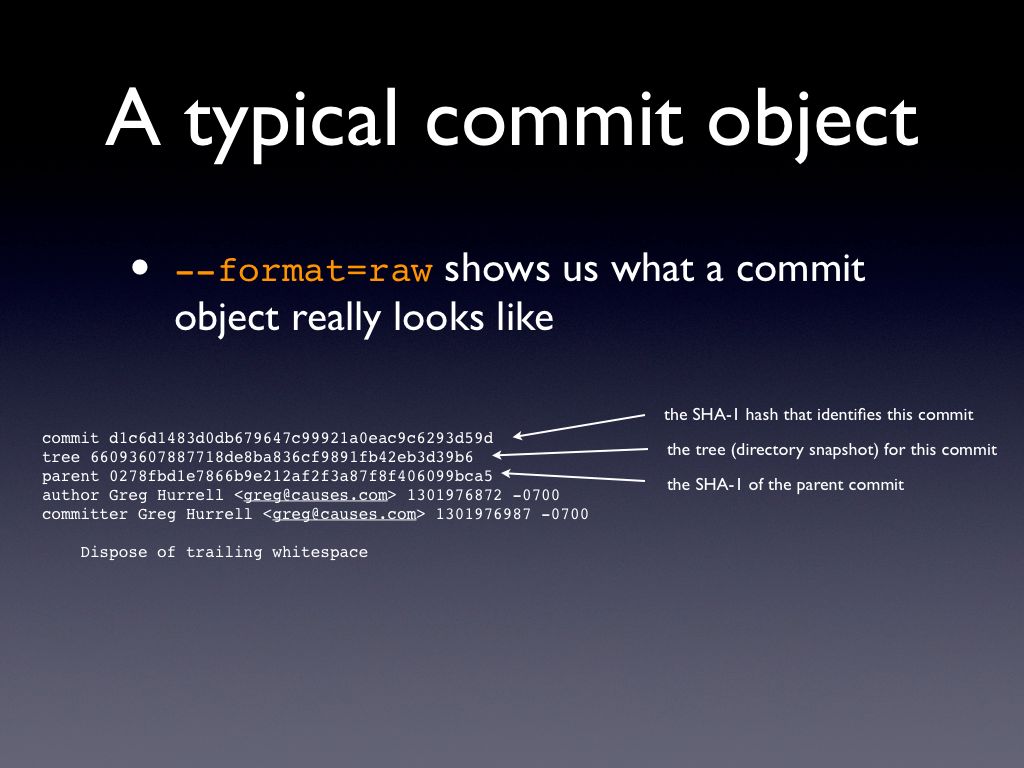 A typical commit object
• --format=raw shows us what a commit
object really looks like
the SHA-1 hash that identifies this commit
commit d1c6d1483d0db679647c99921a0eac9c6293d59d
the tree (directory snapshot) for this commit
tree 66093607887718de8ba836cf9891fb42eb3d39b6
parent 0278fbd1e7866b9e212af2f3a87f8f406099bca5
the SHA-1 of the parent commit
author Greg Hurrell <greg@causes.com> 1301976872 -0700
committer Greg Hurrell <greg@causes.com> 1301976987 -0700
Dispose of trailing whitespace